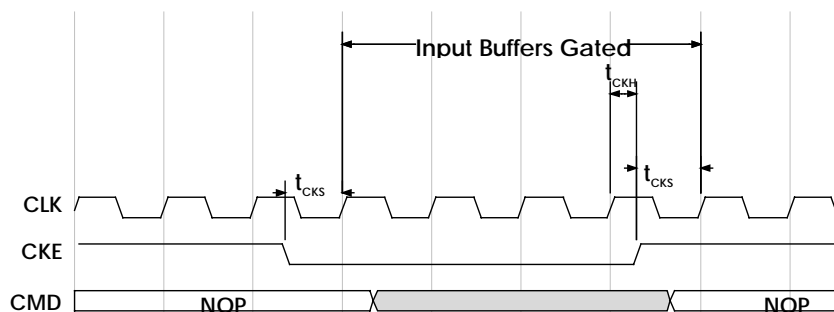 Input Buffers Gated
tCKH
tCKS
tCKS
CLK
CKE
CMD
NOP
NOP